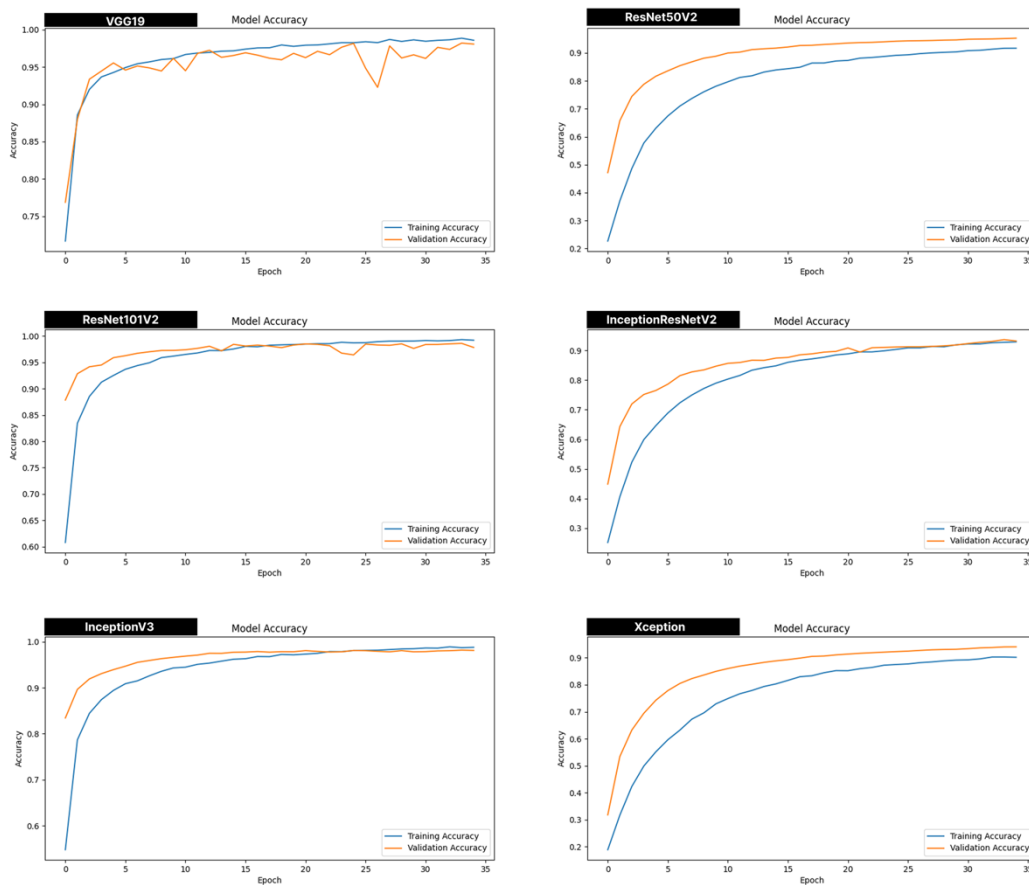 VGG19
Model Accuracy
1.00
0.95
0.90
0.85
0.80
0.75
Accuracy
0 5 10 15 20 25 30 35
Epoch
Training Accuracy
Validation Accuracy
ResNet50V2
Model Accuracy
0.9
0.8
0.7
0.6
0.5
0.4
0.3
0.2
Accuracy
0 5 10 15 20 25 30 35
Epoch
Training Accuracy
Validation Accuracy
ResNet101V2
Model Accuracy
1.00
0.95
0.90
0.85
0.80
0.75
0.70
0.65
0.60
Accuracy
0 5 10 15 20 25 30 35
Epoch
Training Accuracy
Validation Accuracy
InceptionResNetV2
Model Accuracy
0.9
0.8
0.7
0.6
0.5
0.4
0.3
Accuracy
0 5 10 15 20 25 30 35
Epoch
Training Accuracy
Validation Accuracy
InceptionV3
Model Accuracy
1.0
0.9
0.8
0.7
0.6
Accuracy
0 5 10 15 20 25 30 35
Epoch
Training Accuracy
Validation Accuracy
Xception
Model Accuracy
0.9
0.8
0.7
0.6
0.5
0.4
0.3
0.2
Accuracy
0 5 10 15 20 25 30 35
Epoch
Training Accuracy
Validation Accuracy